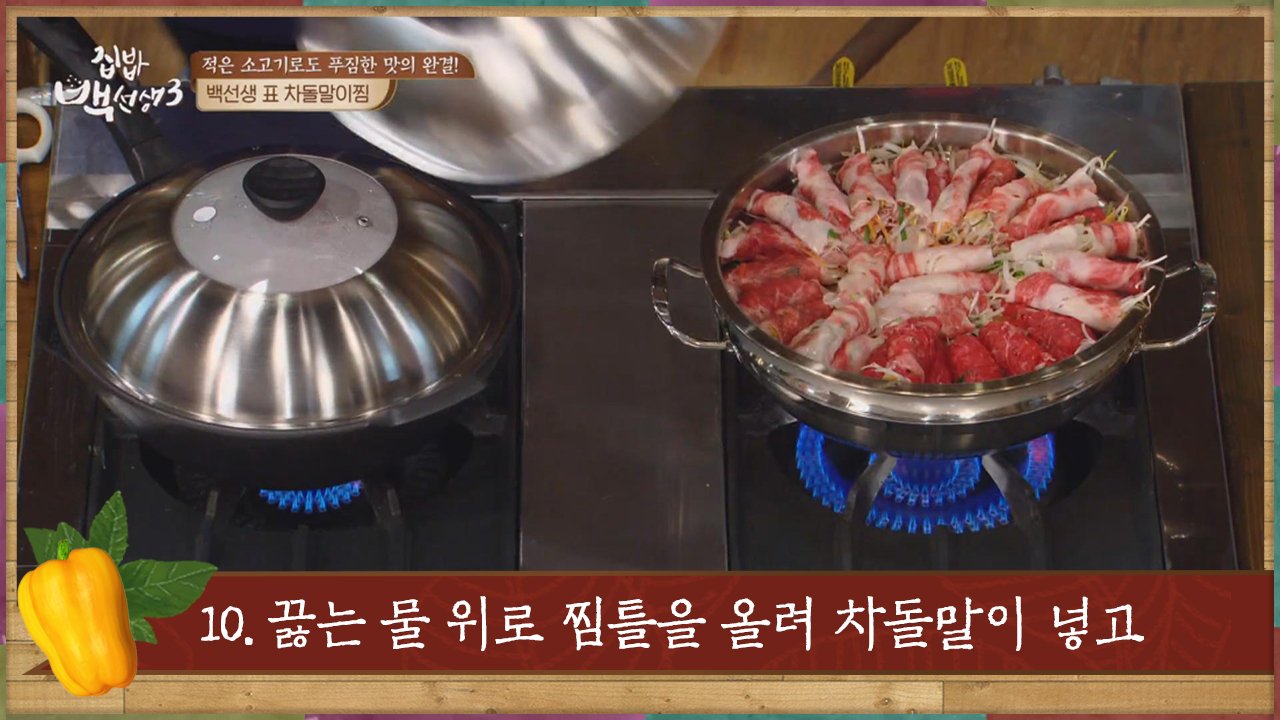 집밥
백선생3
적은 소고기로도 푸짐한 맛의 완결!
백선생 표 차돌말이찜
10. 끓는 물 위로 찜틀을 올려 차돌말이 넣고